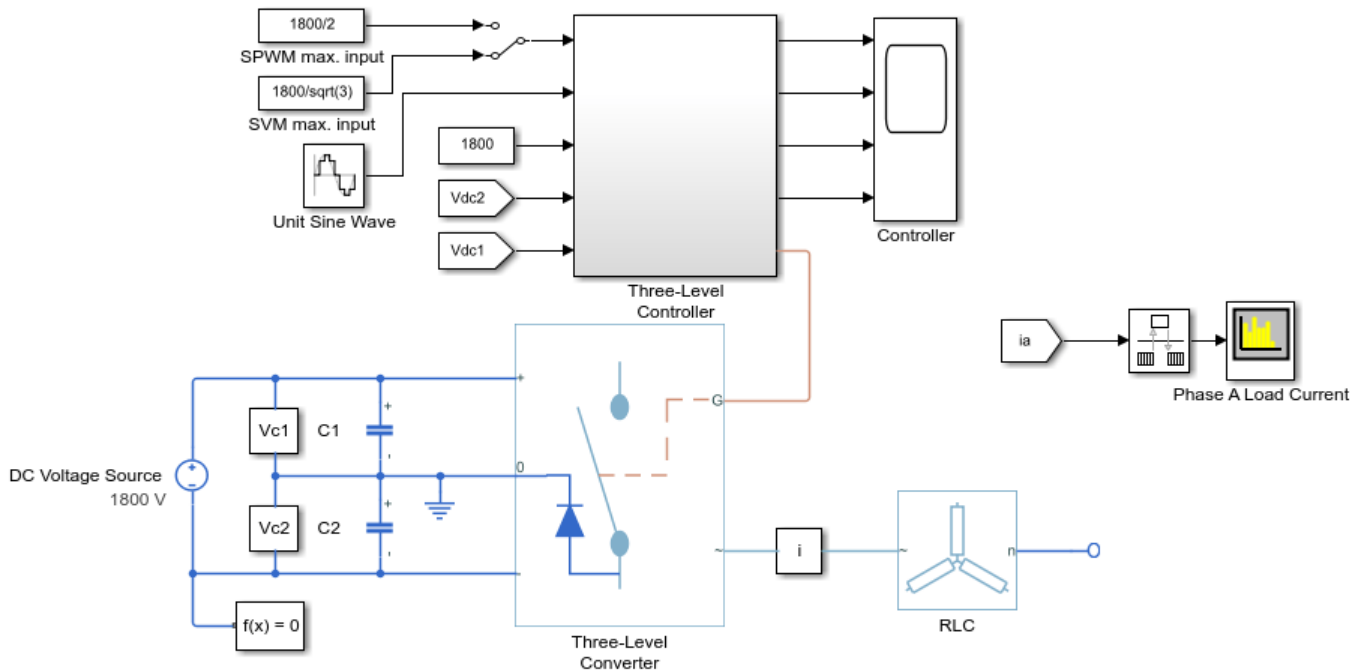 1800/2
SPWM max. input
1800/sqrt(3)
SVM max. input
Unit Sine Wave
1800
Vdc2
Vdc1
Three-Level
Controller
Controller
ia
Phase A Load Current
DC Voltage Source
1800 V
Vc1
C1
+
-
Vc2
C2
+
-
+
-
f(x) = 0
+
0
-
G
~
Three-Level
Converter
i
~
n
RLC